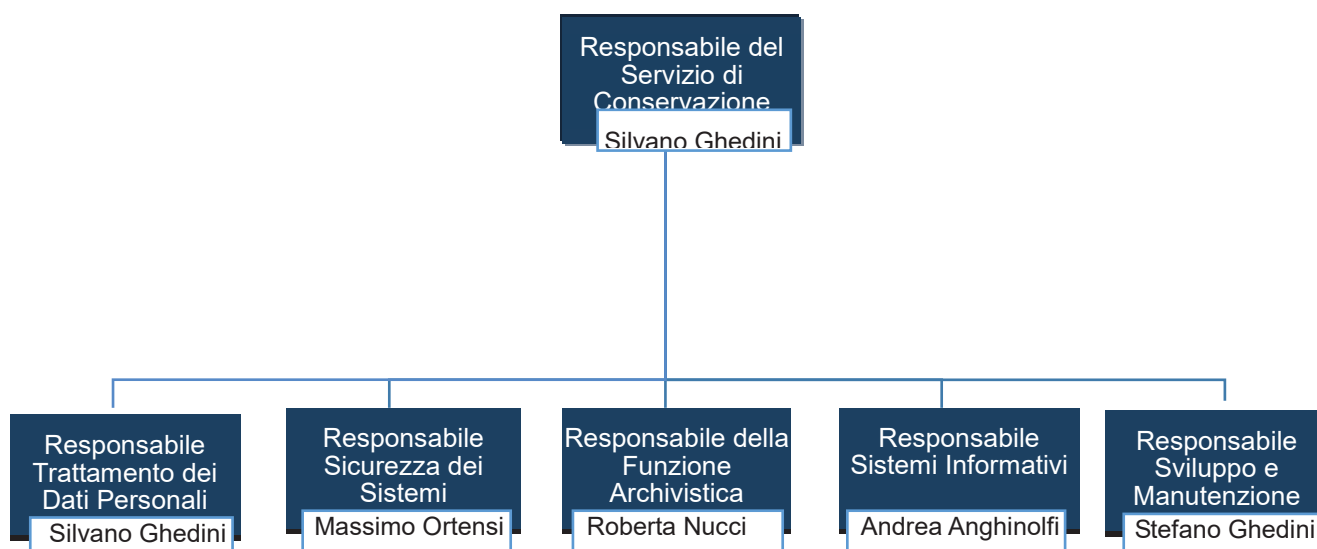 Responsabile del
Servizio di
Conservazione
Silvano Ghedini
Responsabile
Trattamento dei
Dati Personali
Silvano Ghedini
Responsabile
Sicurezza dei
Sistemi
Massimo Ortensi
Responsabile della
Funzione
Archivistica
Roberta Nucci
Responsabile
Sistemi Informativi
Andrea Anghinolfi
Responsabile
Sviluppo e
Manutenzione
Stefano Ghedini